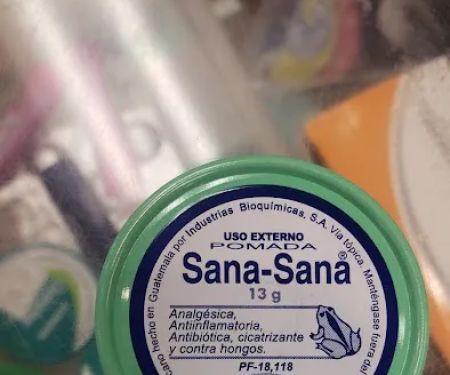 cano hecho en Guatemala por Industrias Bioquímicas, S.A. Vía tópica. Manténgase fuera del
USO EXTERNO
POMADA
Sana-Sana®
13 g
Analgésica,
Antiinflamatoria,
Antibiótica, cicatrizante
y contra hongos.
PF-18,118